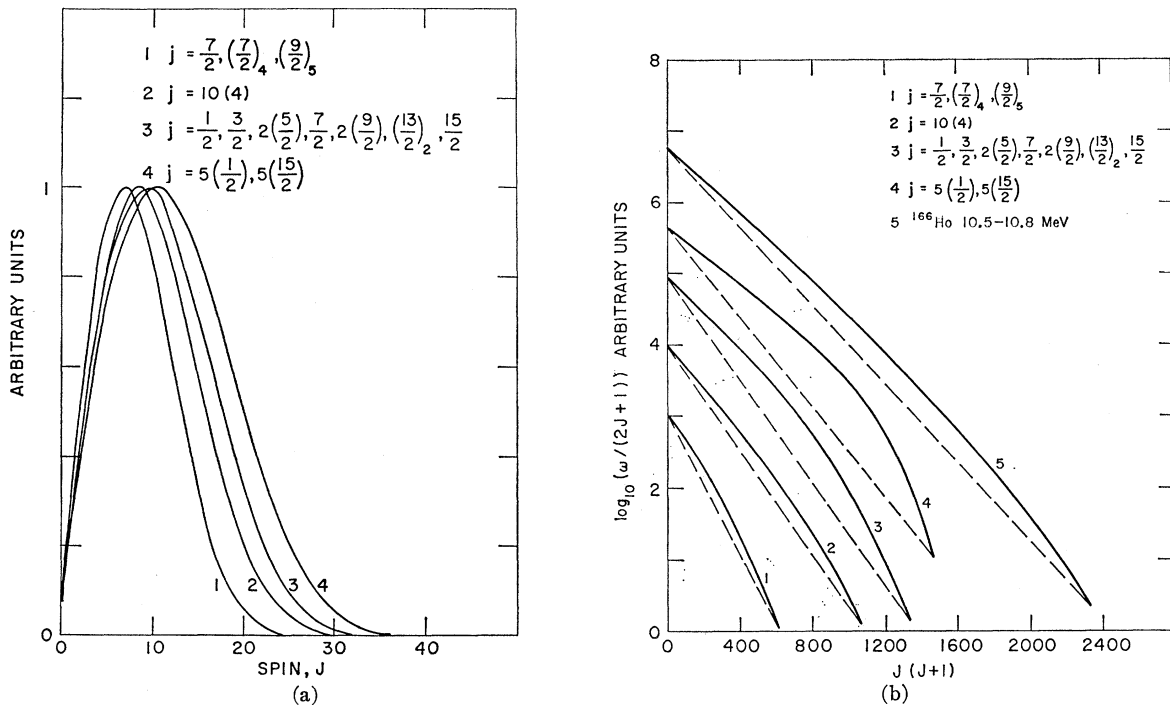 ARBITRARY UNITS
1
0
1 j = 7/2, (7/2)₄, (9/2)₅
2 j = 10(4)
3 j = 1/2, 3/2, 2(5/2), 7/2, 2(9/2), (13/2)₂, 15/2
4 j = 5(1/2), 5(15/2)
1 2 3 4
0 10 20 30 40
SPIN, J
(a)
log₁₀ (ω/(2J+1)) ARBITRARY UNITS
8
6
4
2
0
1 j = 7/2, (7/2)₄, (9/2)₅
2 j = 10(4)
3 j = 1/2, 3/2, 2(5/2), 7/2, 2(9/2), (13/2)₂, 15/2
4 j = 5(1/2), 5(15/2)
5 ¹⁶⁶Ho 10.5–10.8 MeV
1 2 3 4 5
0 400 800 1200 1600 2000 2400
J (J+1)
(b)